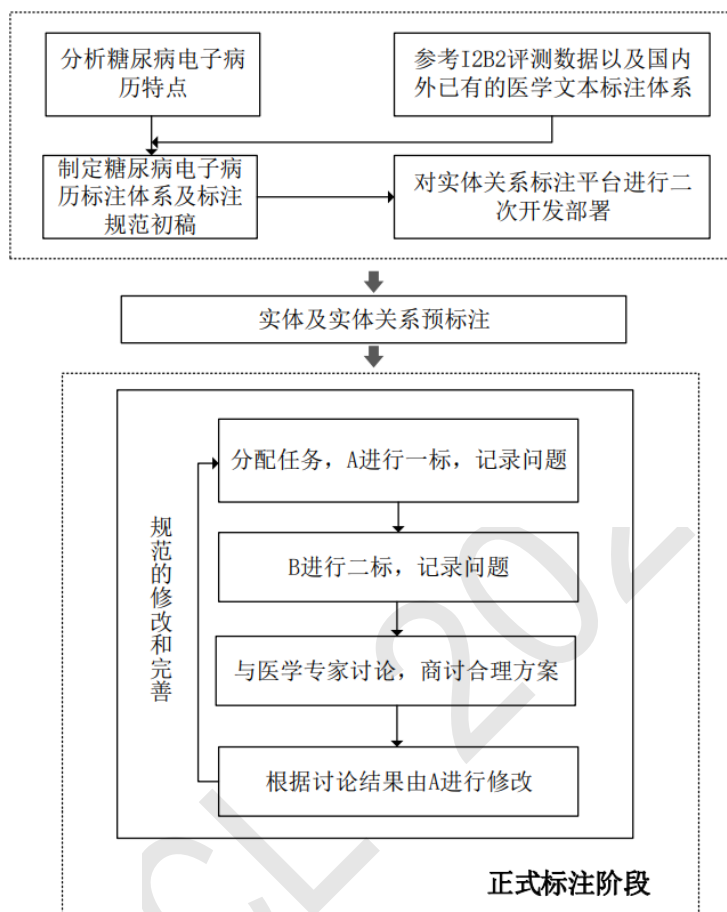 分析糖尿病电子病
历特点
参考I2B2评测数据以及国内
外已有的医学文本标注体系
制定糖尿病电子病
历标注体系及标注
规范初稿
对实体关系标注平台进行二
次开发部署
实体及实体关系预标注
分配任务，A进行一标，记录问题
B进行二标，记录问题
与医学专家讨论，商讨合理方案
根据讨论结果由A进行修改
规范的修改和完善
正式标注阶段
CL 202